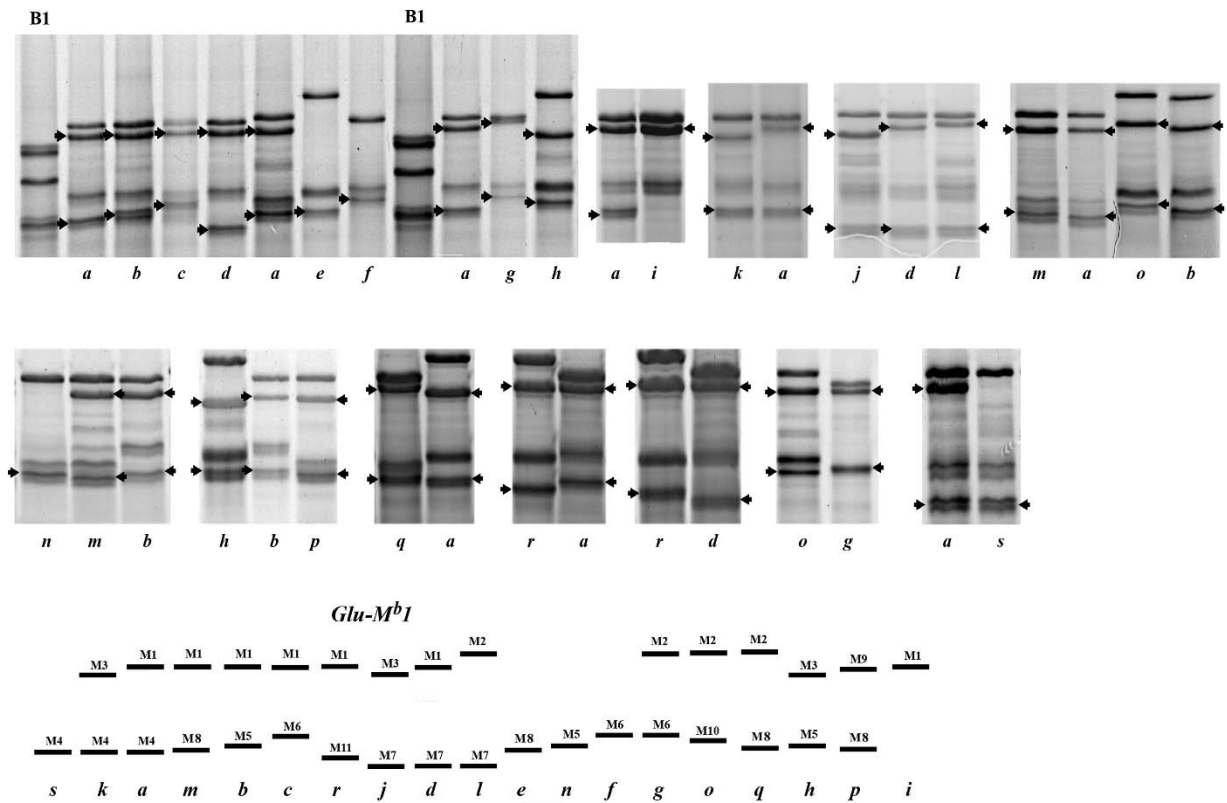 B1 B1
a b c d a e f a g h a i k a j d l m a o b
n m b h b p q a r a r d o g a s
Glu-Mᵇ1
M3 M1 M1 M1 M1 M1 M3 M1 M2 M2 M2 M2 M3 M9 M1
M4 M4 M4 M8 M5 M6 M11 M7 M7 M7 M8 M5 M6 M6 M10 M8 M5 M8
s k a m b c r j d l e n f g o q h p i